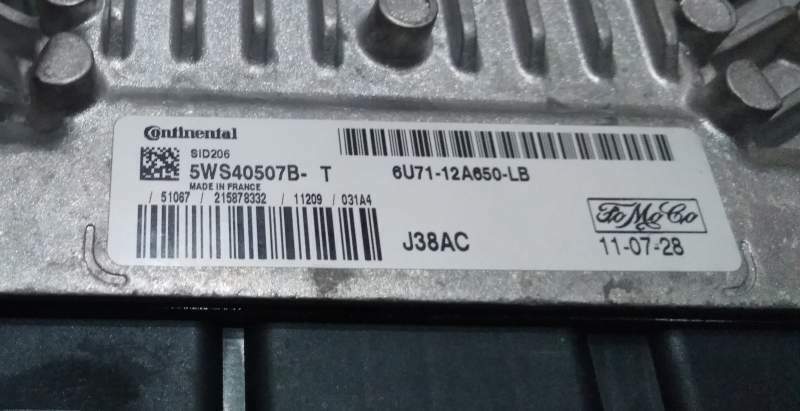 Continental
SID206
5WS40507B- T
MADE IN FRANCE
/ 51067 / 215878332 / 11209 / 031A4
6U71-12A650-LB
J38AC
FoMoCo
11-07-28